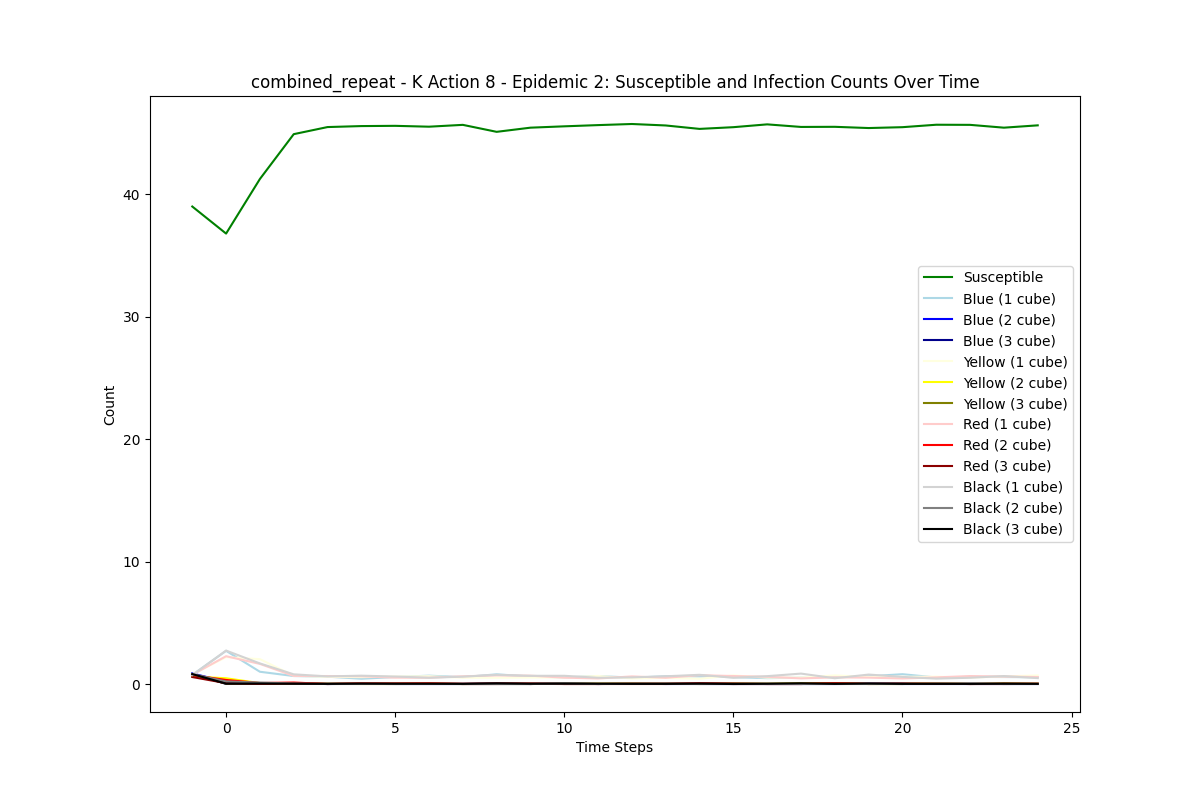 combined_repeat - K Action 8 - Epidemic 2: Susceptible and Infection Counts Over Time
Count
40
30
20
10
0
Susceptible
Blue (1 cube)
Blue (2 cube)
Blue (3 cube)
Yellow (1 cube)
Yellow (2 cube)
Yellow (3 cube)
Red (1 cube)
Red (2 cube)
Red (3 cube)
Black (1 cube)
Black (2 cube)
Black (3 cube)
0 5 10 15 20 25
Time Steps